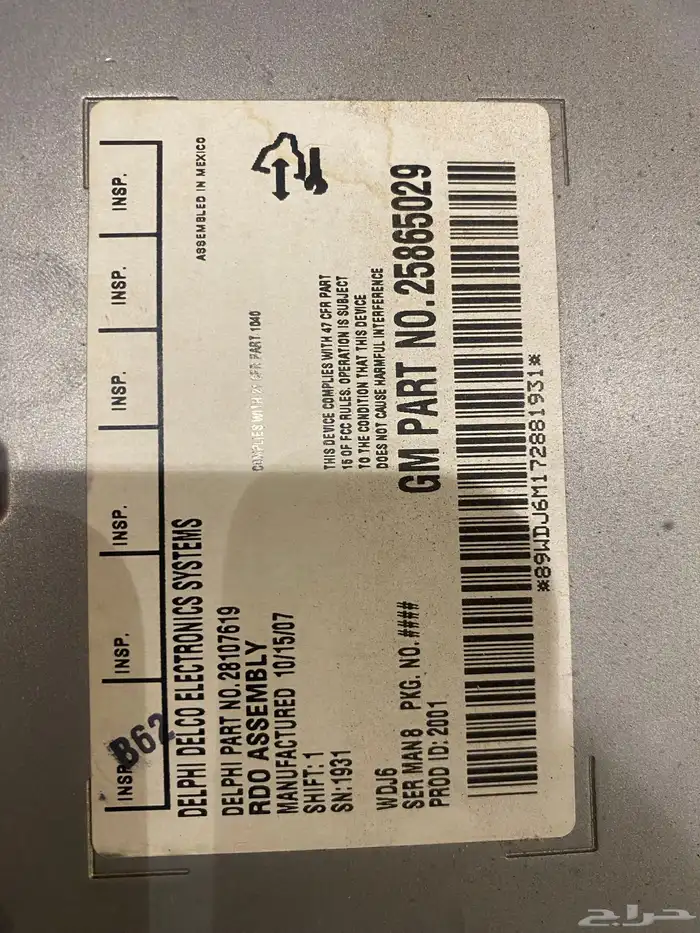 INSP. INSP. INSP. INSP. INSP. INSP.
B62
DELPHI DELCO ELECTRONICS SYSTEMS
ASSEMBLED IN MEXICO
DELPHI PART NO.28107619
RDO ASSEMBLY
COMPLIES WITH 21 CFR PART 1040
MANUFACTURED 10/15/07
SHIFT: 1
SN:1931
THIS DEVICE COMPLIES WITH 47 CFR PART
15 OF FCC RULES. OPERATION IS SUBJECT
TO THE CONDITION THAT THIS DEVICE
DOES NOT CAUSE HARMFUL INTERFERENCE
WDJ6
SER MAN8 PKG. NO.####
PROD ID: 2001
GM PART NO.25865029
*89WDJ6M172881931*
حراج